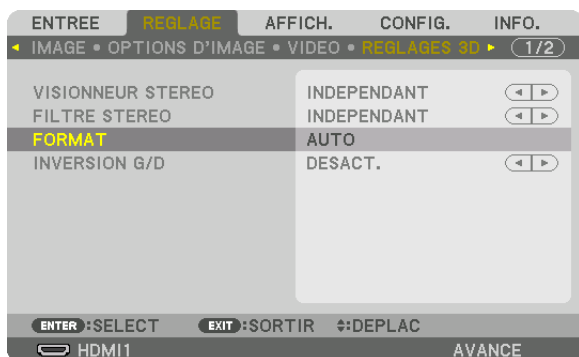 ENTREE REGLAGE AFFICH. CONFIG. INFO.
IMAGE • OPTIONS D'IMAGE • VIDEO • REGLAGES 3D 1/2
VISIONNEUR STEREO INDEPENDANT
FILTRE STEREO INDEPENDANT
FORMAT AUTO
INVERSION G/D DESACT.
ENTER :SELECT EXIT :SORTIR :DEPLAC
HDMI1 AVANCE